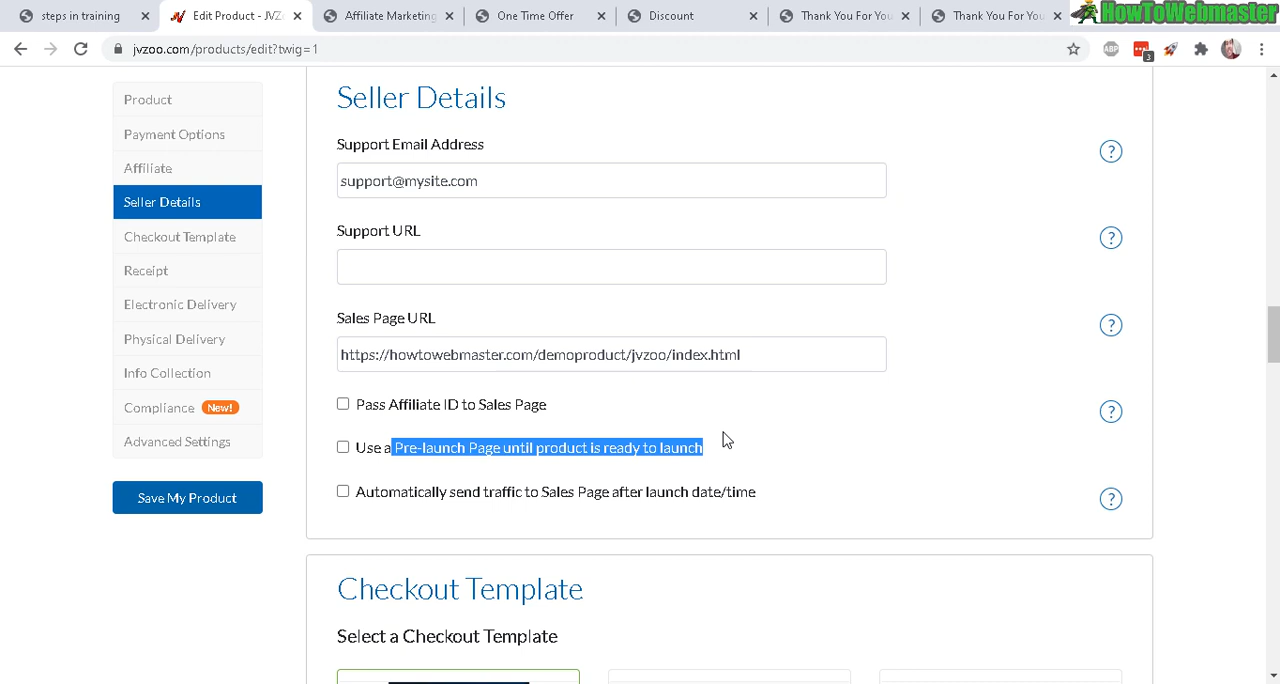 steps in training
Edit Product - JVZ
Affiliate Marketin
One Time Offer
Discount
Thank You For You
Thank You For You
HowToWebmaster
jvzoo.com/products/edit?twig=1
ABP
3
Product
Payment Options
Affiliate
Seller Details
Checkout Template
Receipt
Electronic Delivery
Physical Delivery
Info Collection
Compliance New!
Advanced Settings
Save My Product
Seller Details
Support Email Address
?
support@mysite.com
Support URL
?
Sales Page URL
?
https://howtowebmaster.com/demoproduct/jvzoo/index.html
Pass Affiliate ID to Sales Page
?
Use a Pre-launch Page until product is ready to launch
Automatically send traffic to Sales Page after launch date/time
?
Checkout Template
Select a Checkout Template